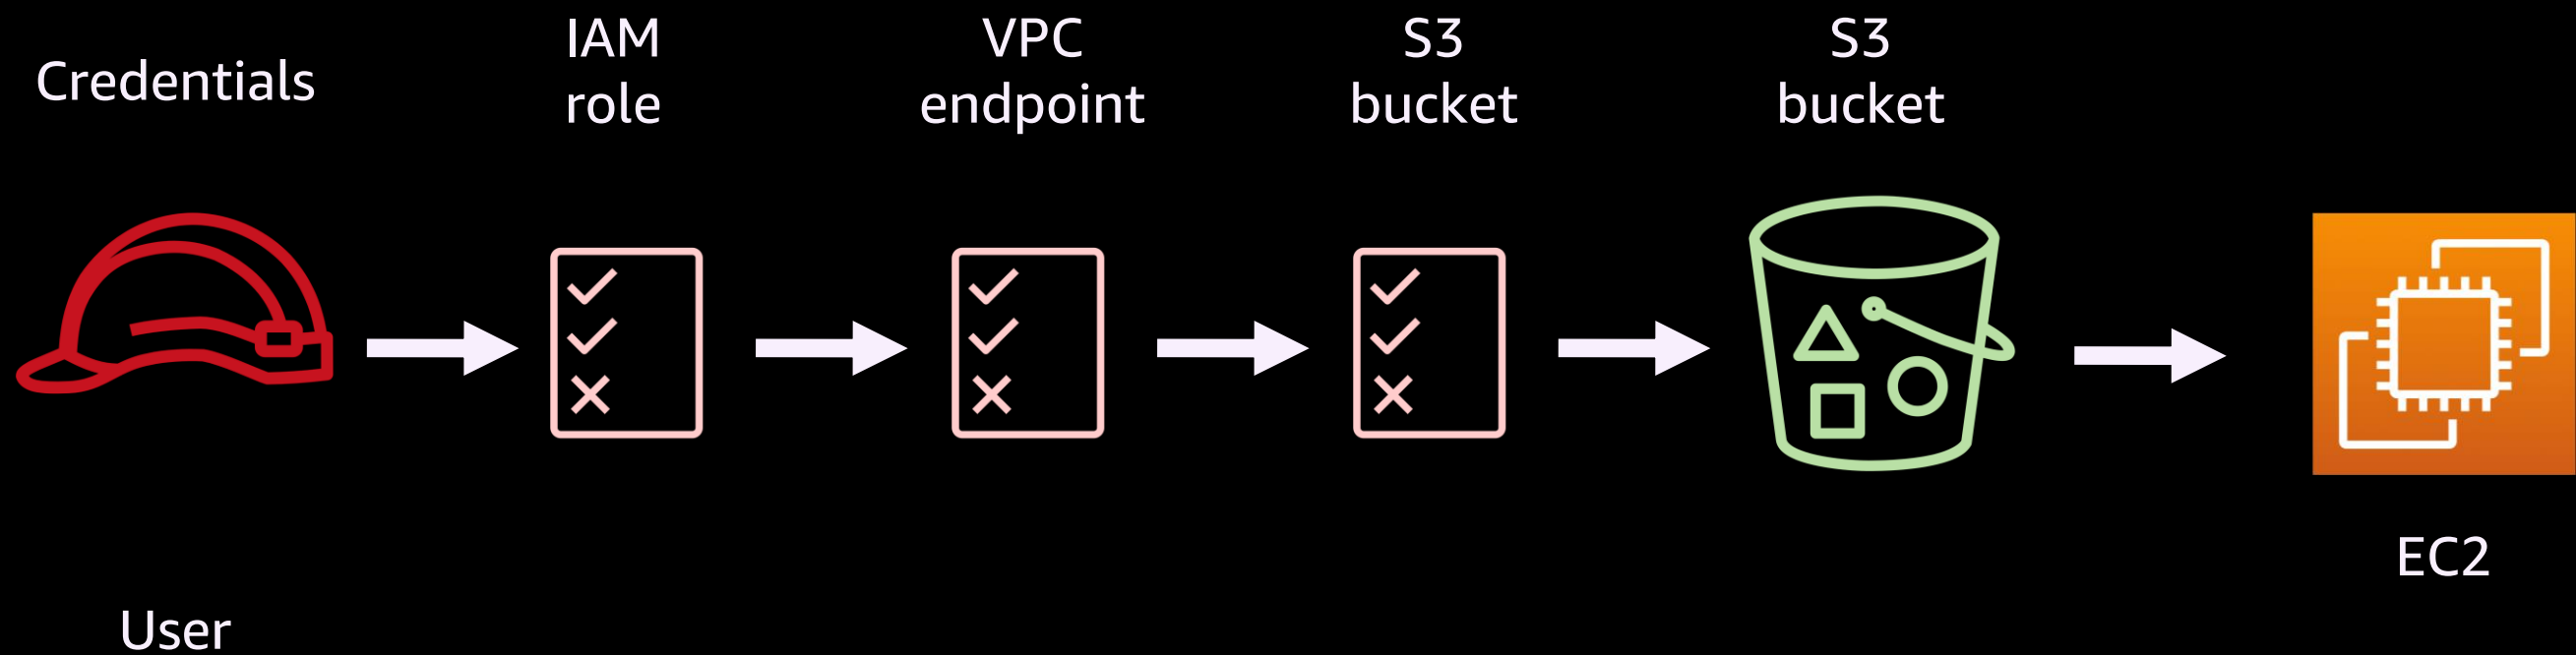 Credentials
IAM
role
VPC
endpoint
S3
bucket
S3
bucket
EC2
User